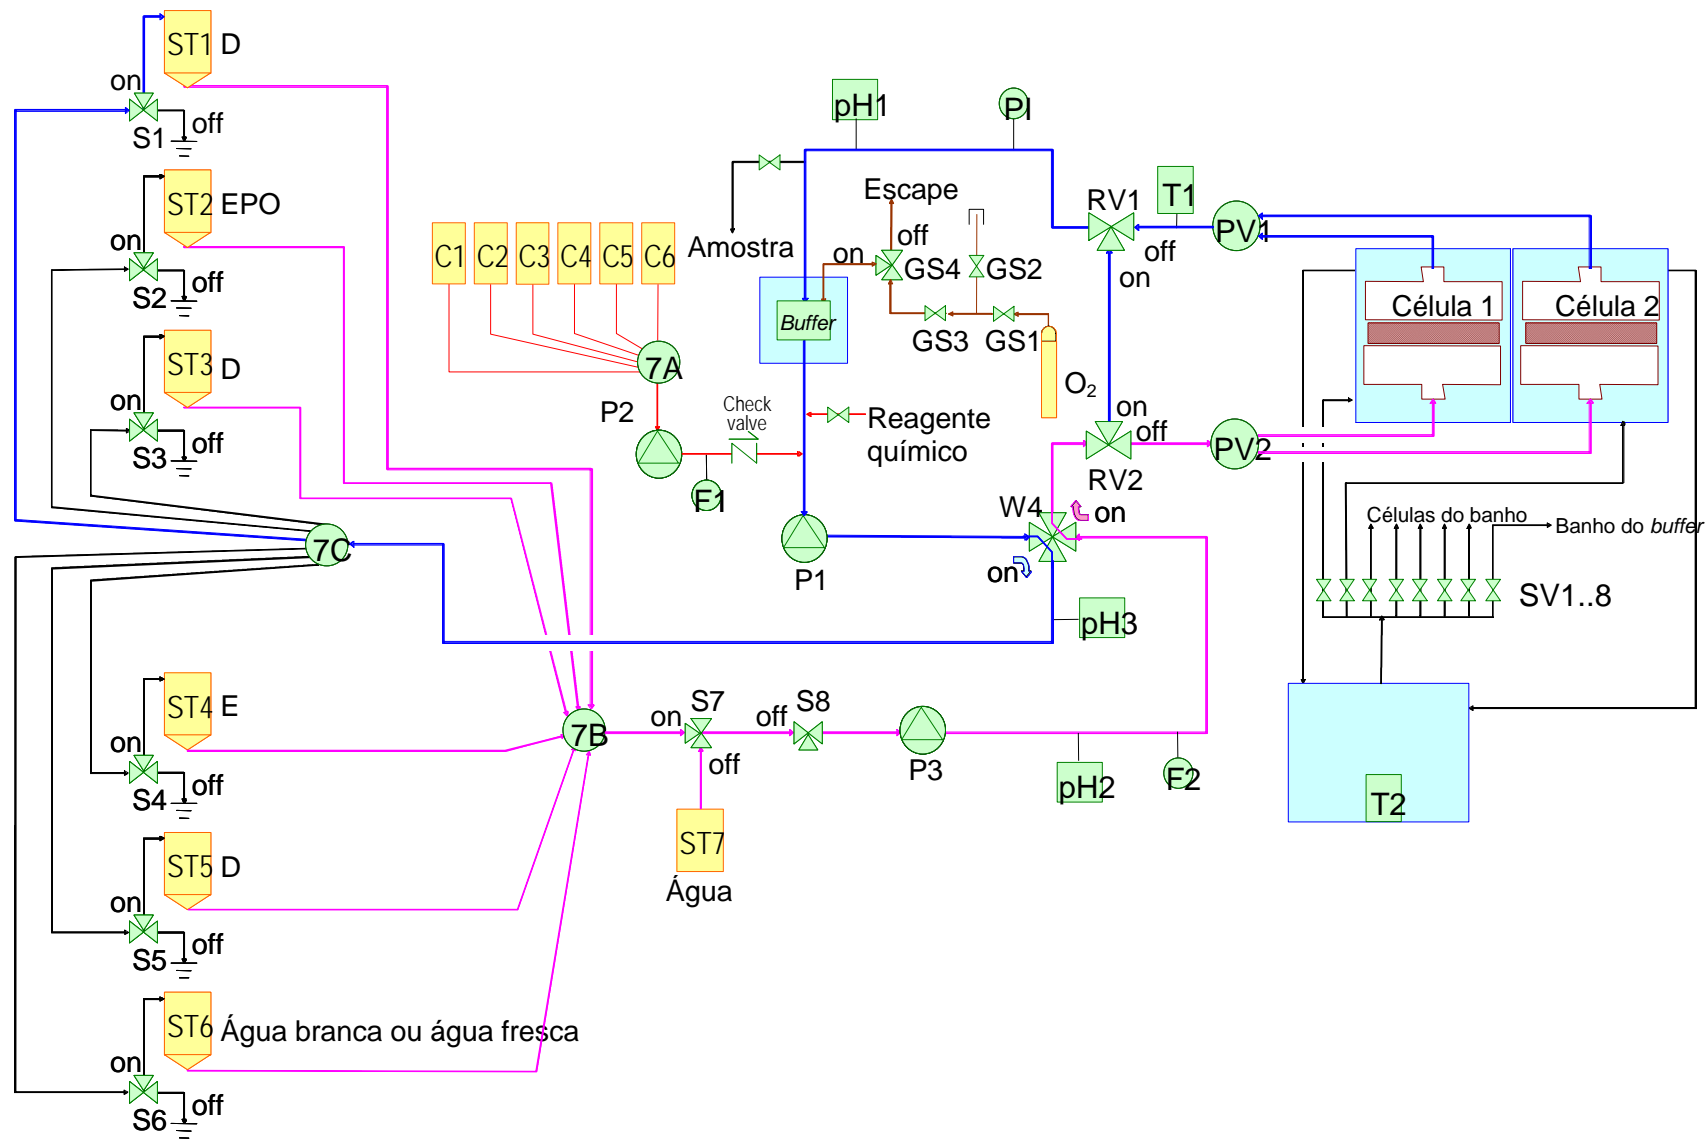 ST1 D
on
off
S1
ST2 EPO
on
off
S2
ST3 D
on
off
S3
7C
ST4 E
on
off
S4
ST5 D
on
off
S5
ST6 Água branca ou água fresca
on
off
S6
C1 C2 C3 C4 C5 C6
7A
P2
F1
Check
valve
pH1
PI
Amostra
Escape
off
on
GS4
GS2
GS3
GS1
O2
Buffer
Reagente
químico
P1
W4
on
on
pH3
RV1
T1
off
on
PV1
on
off
RV2
PV2
Célula 1
Célula 2
Células do banho
Banho do buffer
SV1..8
T2
7B
on
S7
off
off
S8
ST7
Água
P3
pH2
F2